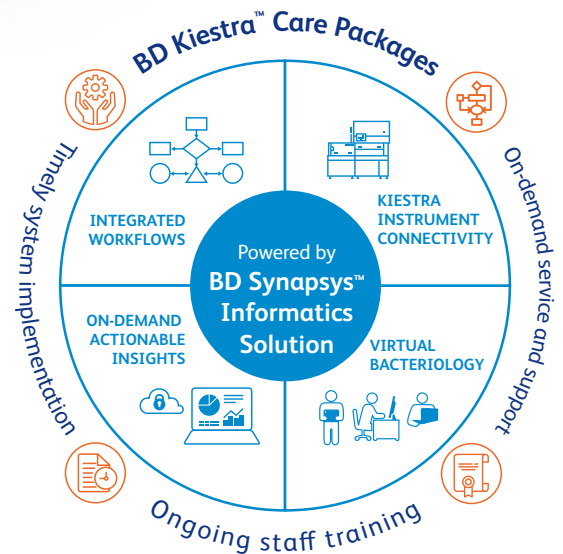 BD Kiestra™ Care Packages
Timely system implementation
On-demand service and support
INTEGRATED
WORKFLOWS
KIESTRA
INSTRUMENT
CONNECTIVITY
Powered by
BD Synapsys™
Informatics
Solution
ON-DEMAND
ACTIONABLE
INSIGHTS
VIRTUAL
BACTERIOLOGY
Ongoing staff training